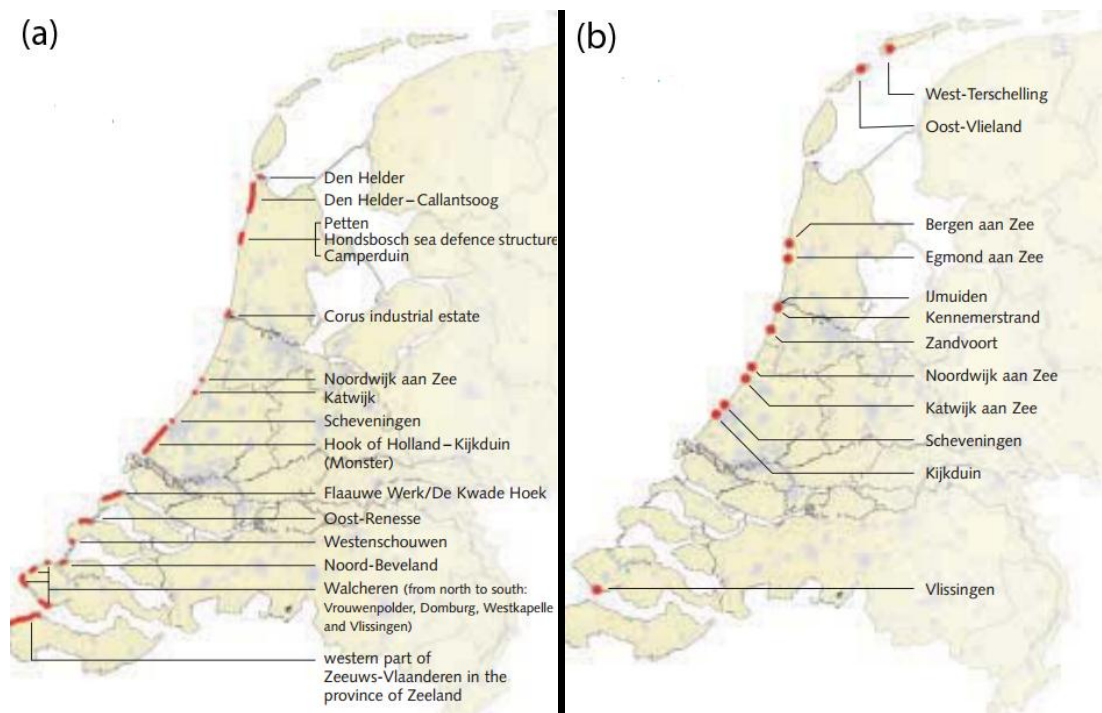 (a)
Den Helder
Den Helder – Callantsoog
Petten
Hondsbosch sea defence structure
Camperduin
Corus industrial estate
Noordwijk aan Zee
Katwijk
Scheveningen
Hook of Holland – Kijkduin
(Monster)
Flaauwe Werk/De Kwade Hoek
Oost-Renesse
Westenschouwen
Noord-Beveland
Walcheren (from north to south:
Vrouwenpolder, Domburg, Westkapelle
and Vlissingen)
western part of
Zeeuws-Vlaanderen in the
province of Zeeland
(b)
West-Terschelling
Oost-Vlieland
Bergen aan Zee
Egmond aan Zee
IJmuiden
Kennemerstrand
Zandvoort
Noordwijk aan Zee
Katwijk aan Zee
Scheveningen
Kijkduin
Vlissingen